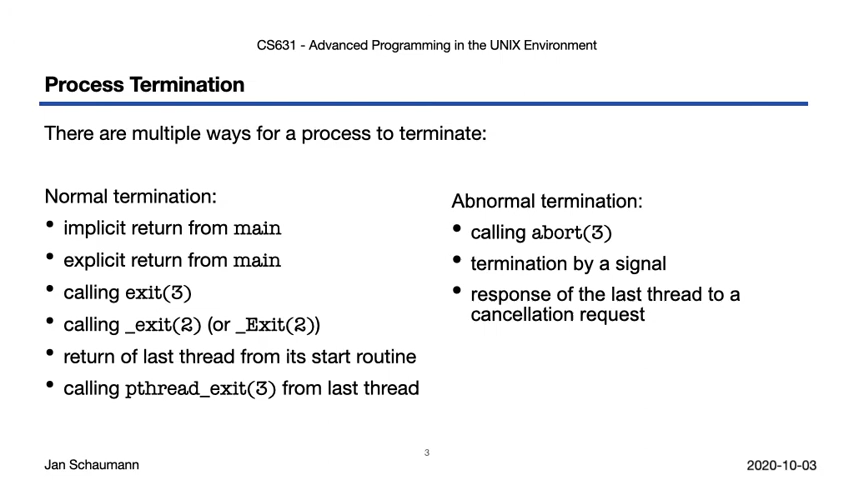 CS631 - Advanced Programming in the UNIX Environment
Process Termination
There are multiple ways for a process to terminate:
Normal termination:
• implicit return from main
• explicit return from main
• calling exit(3)
• calling _exit(2) (or _Exit(2))
• return of last thread from its start routine
• calling pthread_exit(3) from last thread
Abnormal termination:
• calling abort(3)
• termination by a signal
• response of the last thread to a
cancellation request
Jan Schaumann
3
2020-10-03